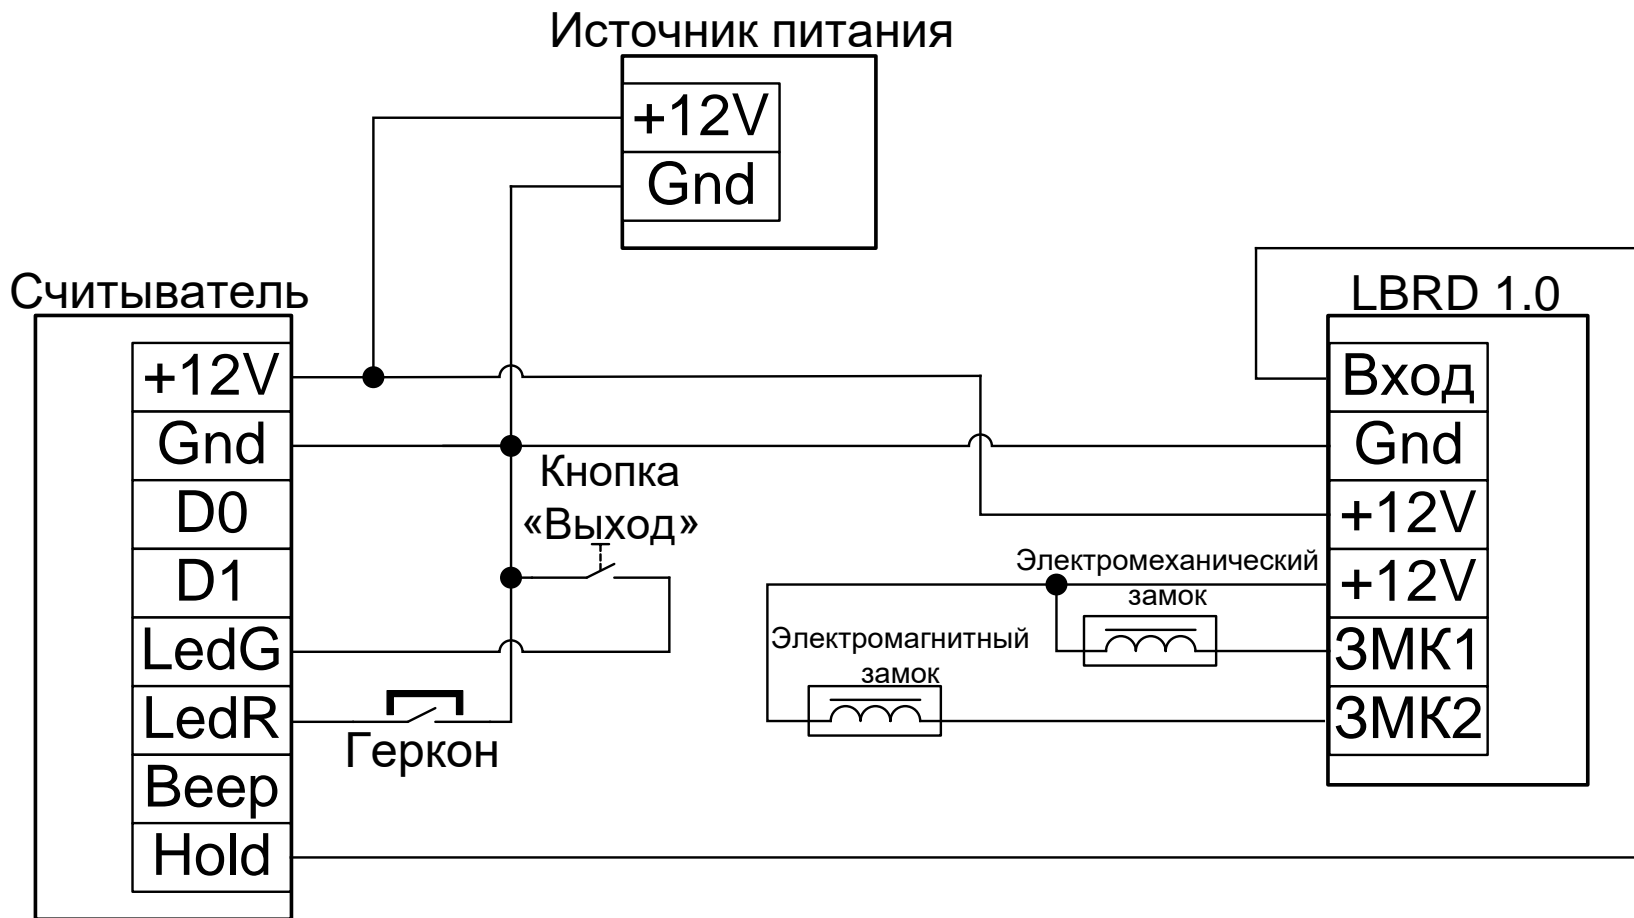 Источник питания
+12V
Gnd
Считыватель
+12V
Gnd
D0
D1
LedG
LedR
Beep
Hold
Кнопка
«Выход»
Геркон
LBRD 1.0
Вход
Gnd
+12V
+12V
ЗМК1
ЗМК2
Электромеханический
замок
Электромагнитный
замок